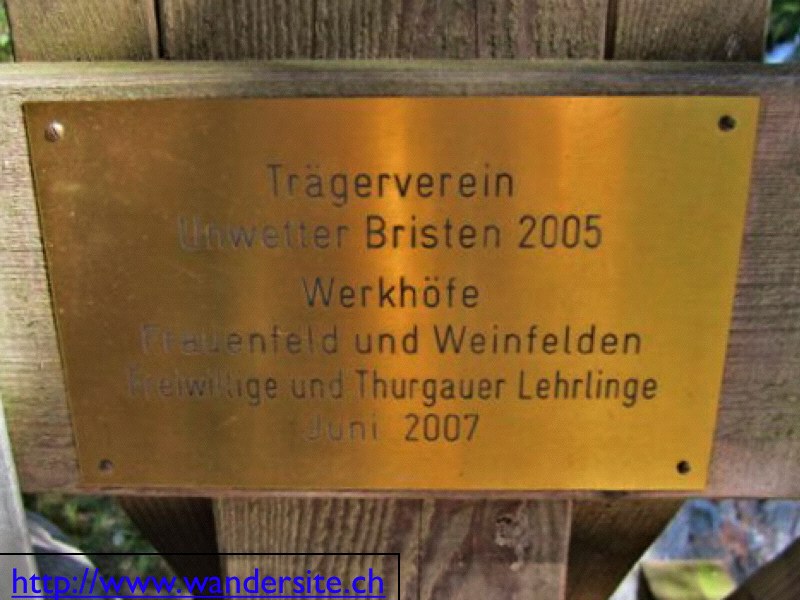 Trägerverein
Unwetter Bristen 2005
Werkhöfe
Frauenfeld und Weinfelden
Freiwillige und Thurgauer Lehrlinge
Juni 2007
http://www.wandersite.ch